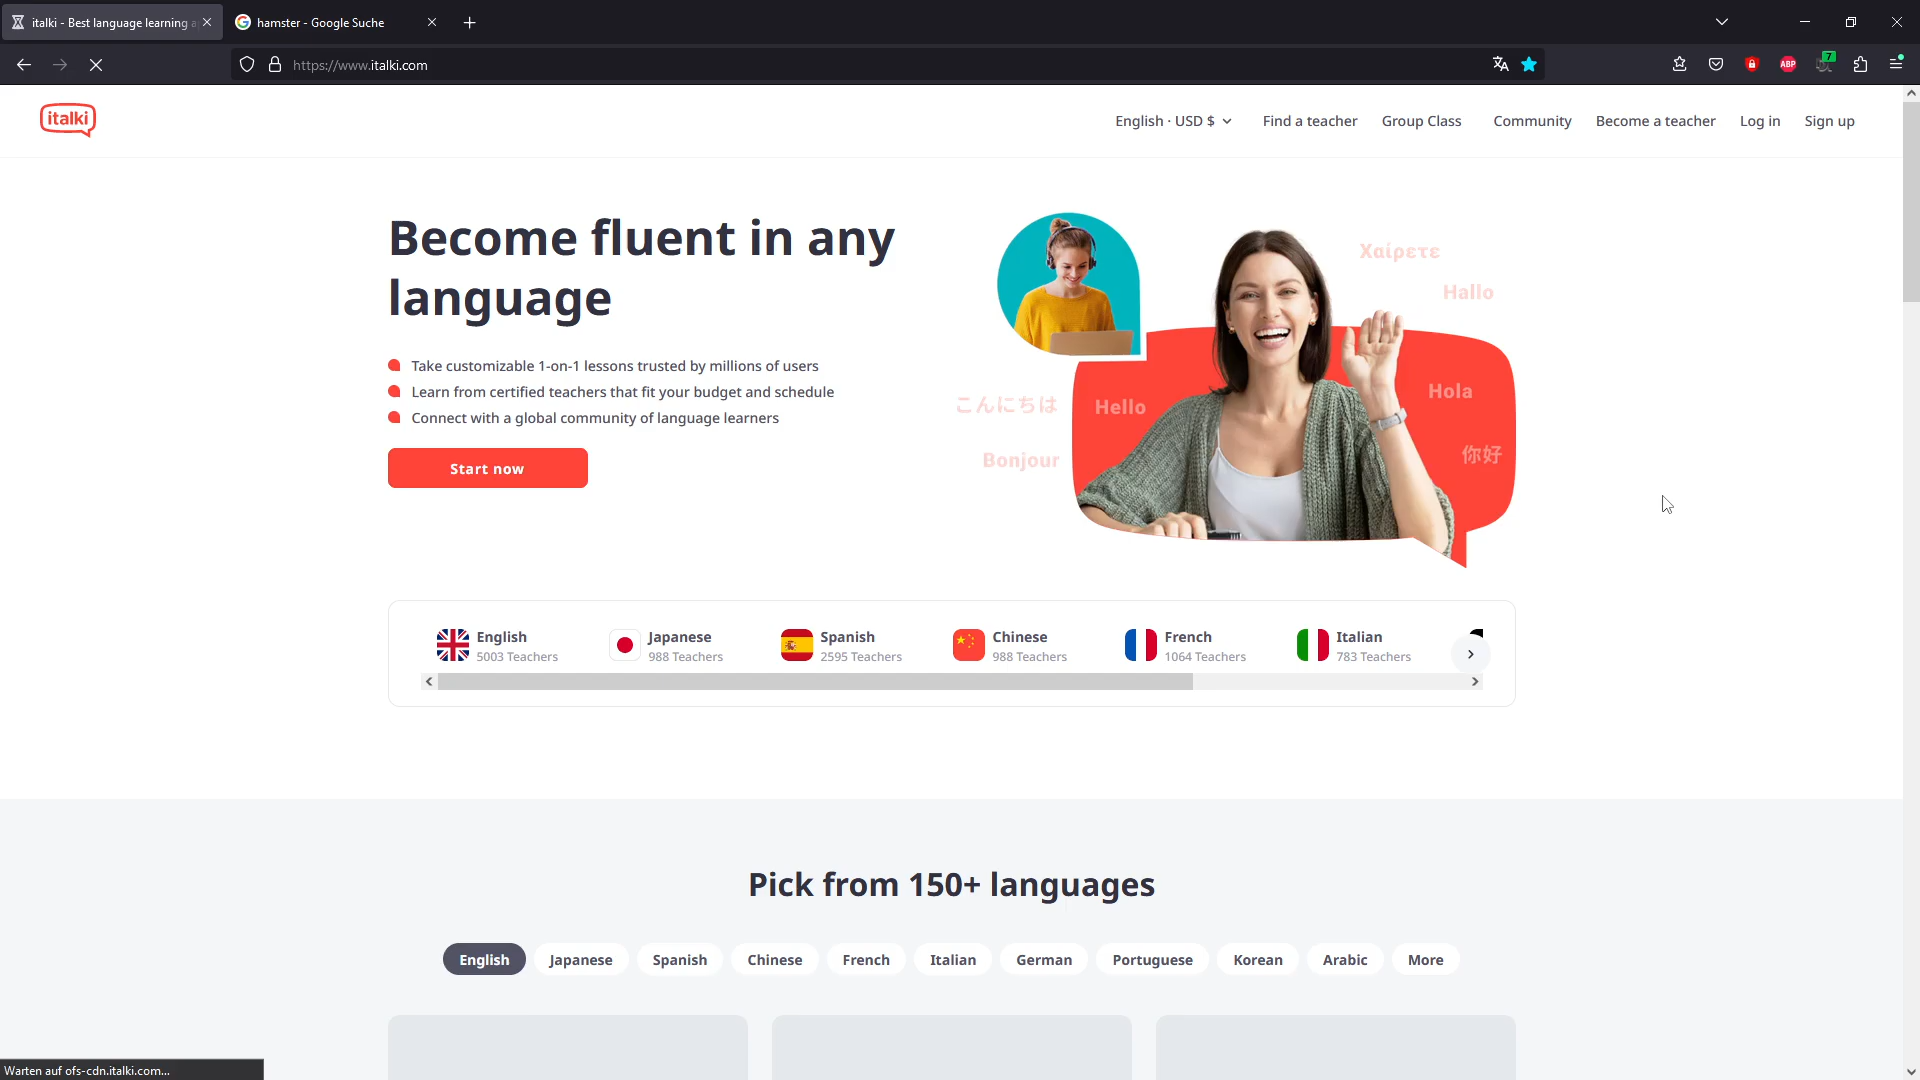 italki - Best language learning a
hamster - Google Suche
https://www.italki.com
ABP
7
italki
English · USD $
Find a teacher
Group Class
Community
Become a teacher
Log in
Sign up
Become fluent in any
language
Take customizable 1-on-1 lessons trusted by millions of users
Learn from certified teachers that fit your budget and schedule
Connect with a global community of language learners
Start now
Χαίρετε
Hallo
Hola
こんにちは
Hello
你好
Bonjour
English
5003 Teachers
Japanese
988 Teachers
Spanish
2595 Teachers
Chinese
988 Teachers
French
1064 Teachers
Italian
783 Teachers
Pick from 150+ languages
English
Japanese
Spanish
Chinese
French
Italian
German
Portuguese
Korean
Arabic
More
Warten auf ofs-cdn.italki.com...